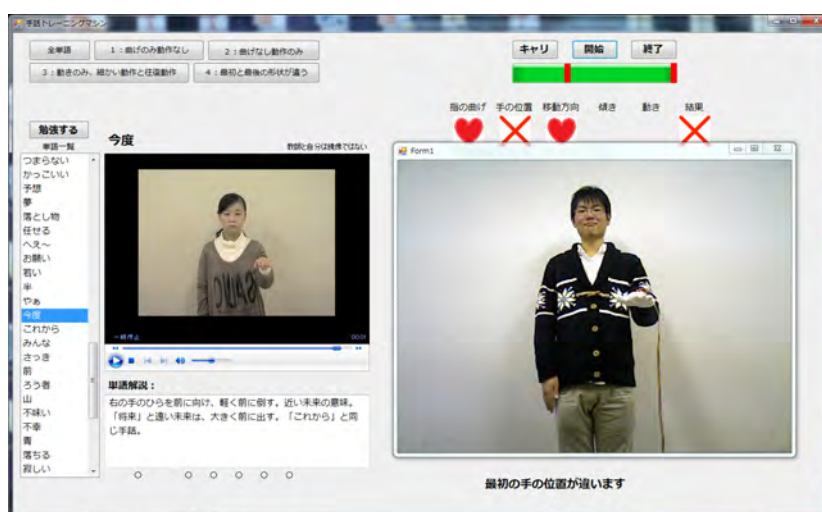 手話トレーニングマシン
全単語
1：曲げのみ動作なし
2：曲げなし動作のみ
3：動きのみ、細かい動作と往復動作
4：最初と最後の形状が違う
キャリ
開始
終了
指の曲げ 手の位置 移動方向 傾き 動き 結果
勉強する
単語一覧
今度
教師と自分は鏡像ではない
つまらない
かっこいい
予想
夢
落とし物
任せる
へえ～
お願い
若い
半
やぁ
今度
これから
みんな
さっき
前
ろう者
山
不味い
不幸
青
落ちる
寂しい
一時停止
00:01
単語解説：
右の手のひらを前に向け、軽く前に倒す。近い未来の意味。
「将来」と遠い未来は、大きく前に出す。「これから」と同
じ手話。
Form1
最初の手の位置が違います